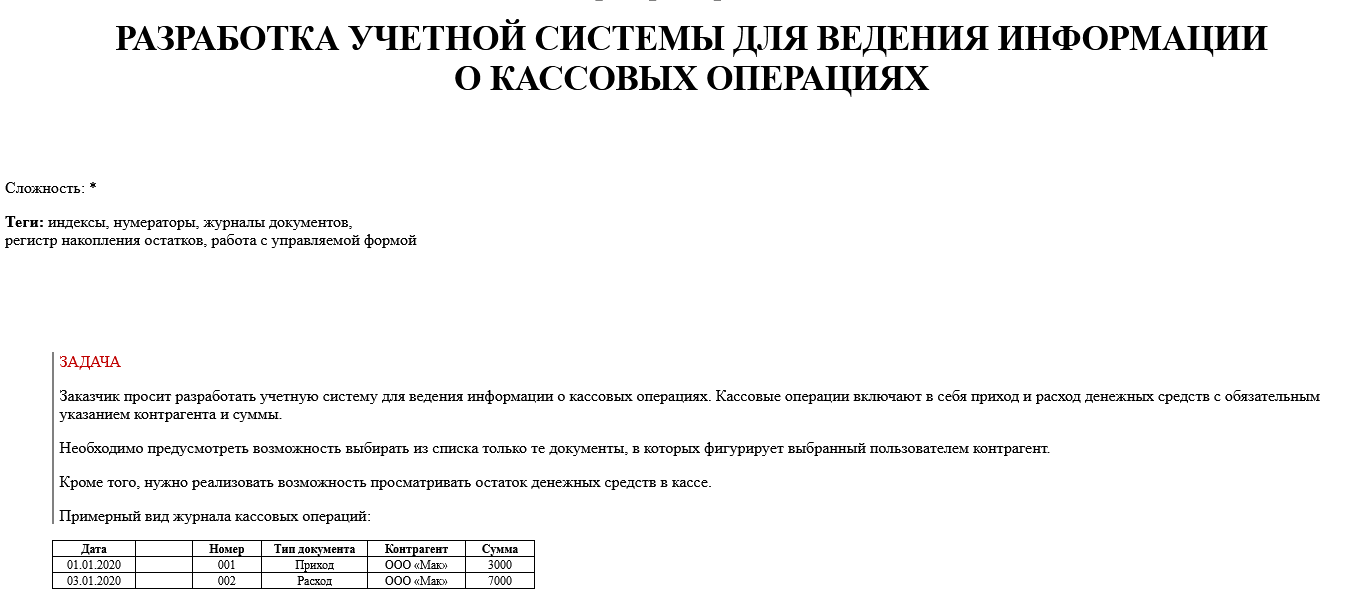 РАЗРАБОТКА УЧЕТНОЙ СИСТЕМЫ ДЛЯ ВЕДЕНИЯ ИНФОРМАЦИИ
О КАССОВЫХ ОПЕРАЦИЯХ
Сложность: *
Теги: индексы, нумераторы, журналы документов,
регистр накопления остатков, работа с управляемой формой
ЗАДАЧА
Заказчик просит разработать учетную систему для ведения информации о кассовых операциях. Кассовые операции включают в себя приход и расход денежных средств с обязательным
указанием контрагента и суммы.
Необходимо предусмотреть возможность выбирать из списка только те документы, в которых фигурирует выбранный пользователем контрагент.
Кроме того, нужно реализовать возможность просматривать остаток денежных средств в кассе.
Примерный вид журнала кассовых операций:
Дата Номер Тип документа Контрагент Сумма
01.01.2020 001 Приход ООО «Мак» 3000
03.01.2020 002 Расход ООО «Мак» 7000